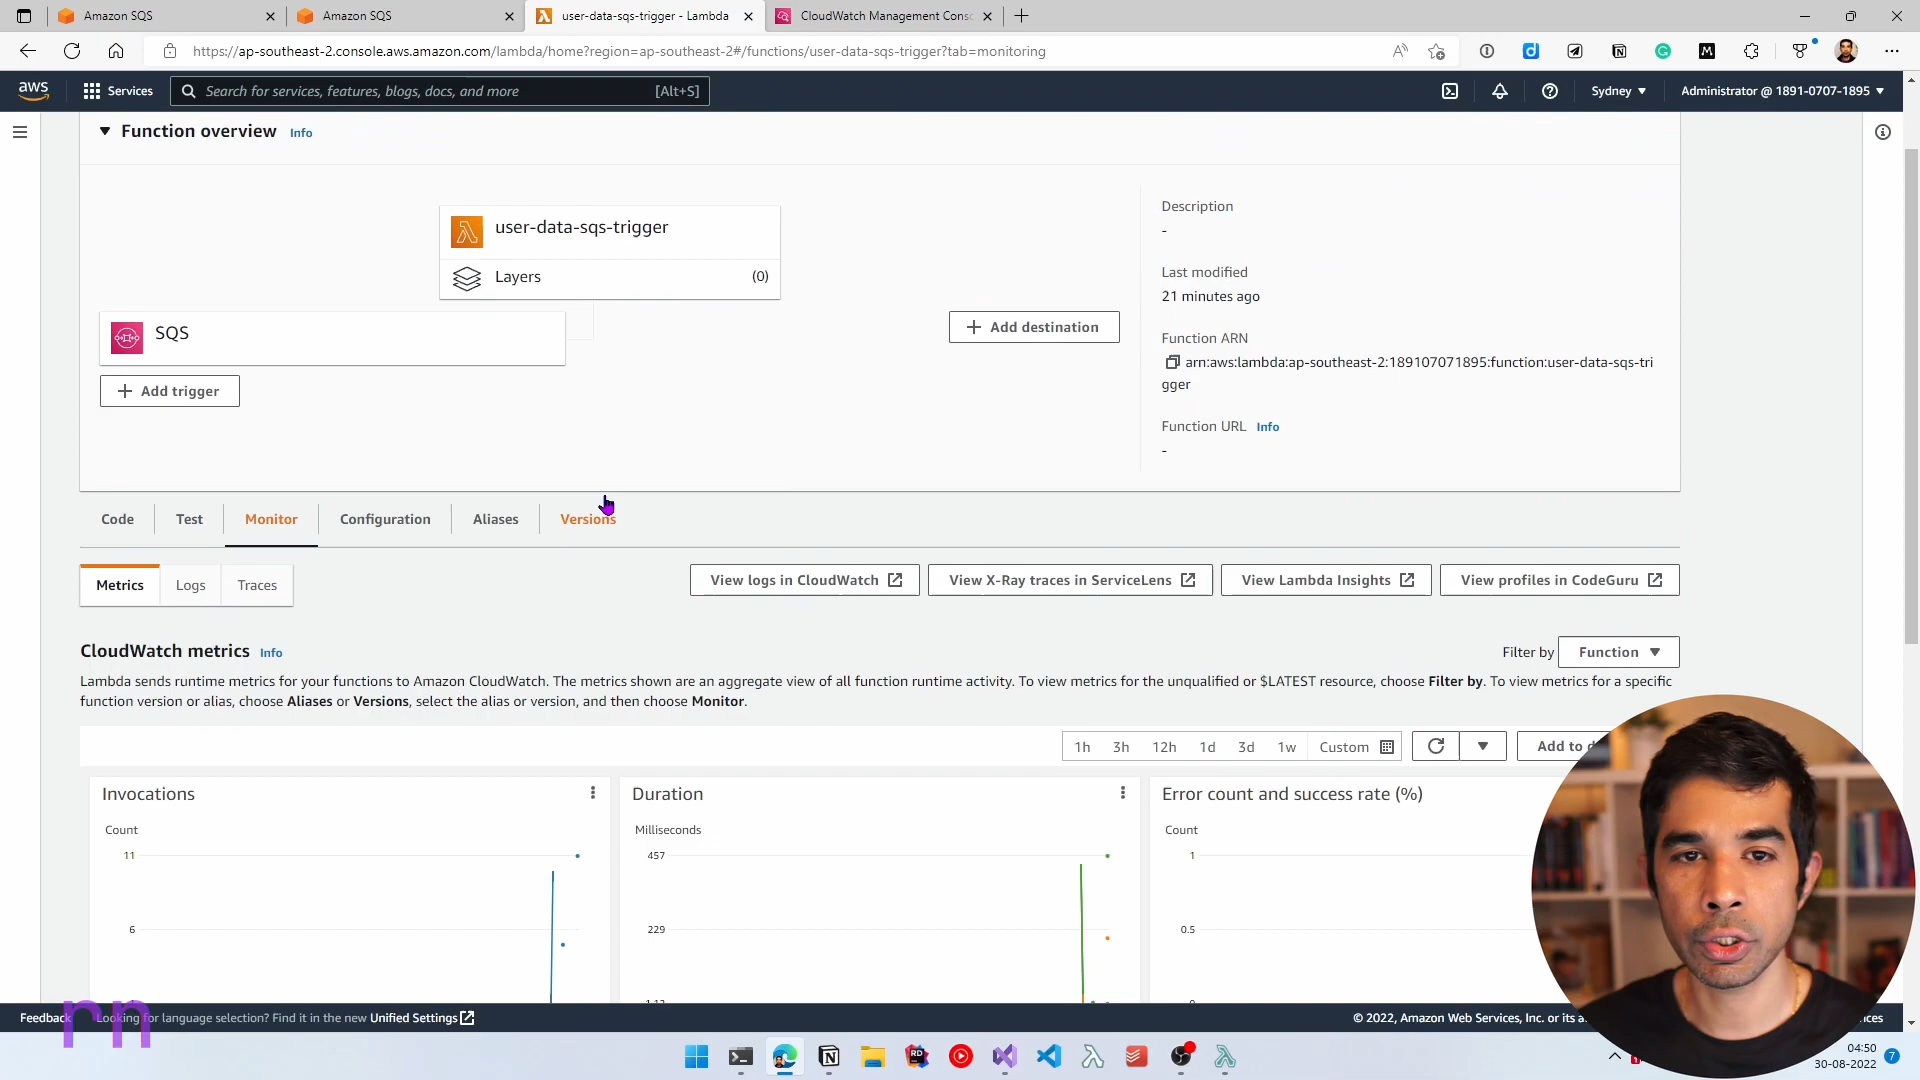 Amazon SQS
Amazon SQS
user-data-sqs-trigger - Lambda
CloudWatch Management Cons
https://ap-southeast-2.console.aws.amazon.com/lambda/home?region=ap-southeast-2#/functions/user-data-sqs-trigger?tab=monitoring
aws
Services
Search for services, features, blogs, docs, and more
[Alt+S]
Sydney
Administrator @ 1891-0707-1895
Function overview
Info
user-data-sqs-trigger
Layers
(0)
SQS
Add trigger
Add destination
Description
-
Last modified
21 minutes ago
Function ARN
arn:aws:lambda:ap-southeast-2:189107071895:function:user-data-sqs-tri
gger
Function URL
Info
-
Code
Test
Monitor
Configuration
Aliases
Versions
Metrics
Logs
Traces
View logs in CloudWatch
View X-Ray traces in ServiceLens
View Lambda Insights
View profiles in CodeGuru
CloudWatch metrics
Info
Filter by
Function
Lambda sends runtime metrics for your functions to Amazon CloudWatch. The metrics shown are an aggregate view of all function runtime activity. To view metrics for the unqualified or $LATEST resource, choose Filter by. To view metrics for a specific
function version or alias, choose Aliases or Versions, select the alias or version, and then choose Monitor.
1h
3h
12h
1d
3d
1w
Custom
Add to d
Invocations
Count
11
6
Duration
Milliseconds
457
229
Error count and success rate (%)
Count
1
0.5
Feedback
Looking for language selection? Find it in the new Unified Settings
© 2022, Amazon Web Services, Inc. or its a
ces
rn
04:50
30-08-2022
7